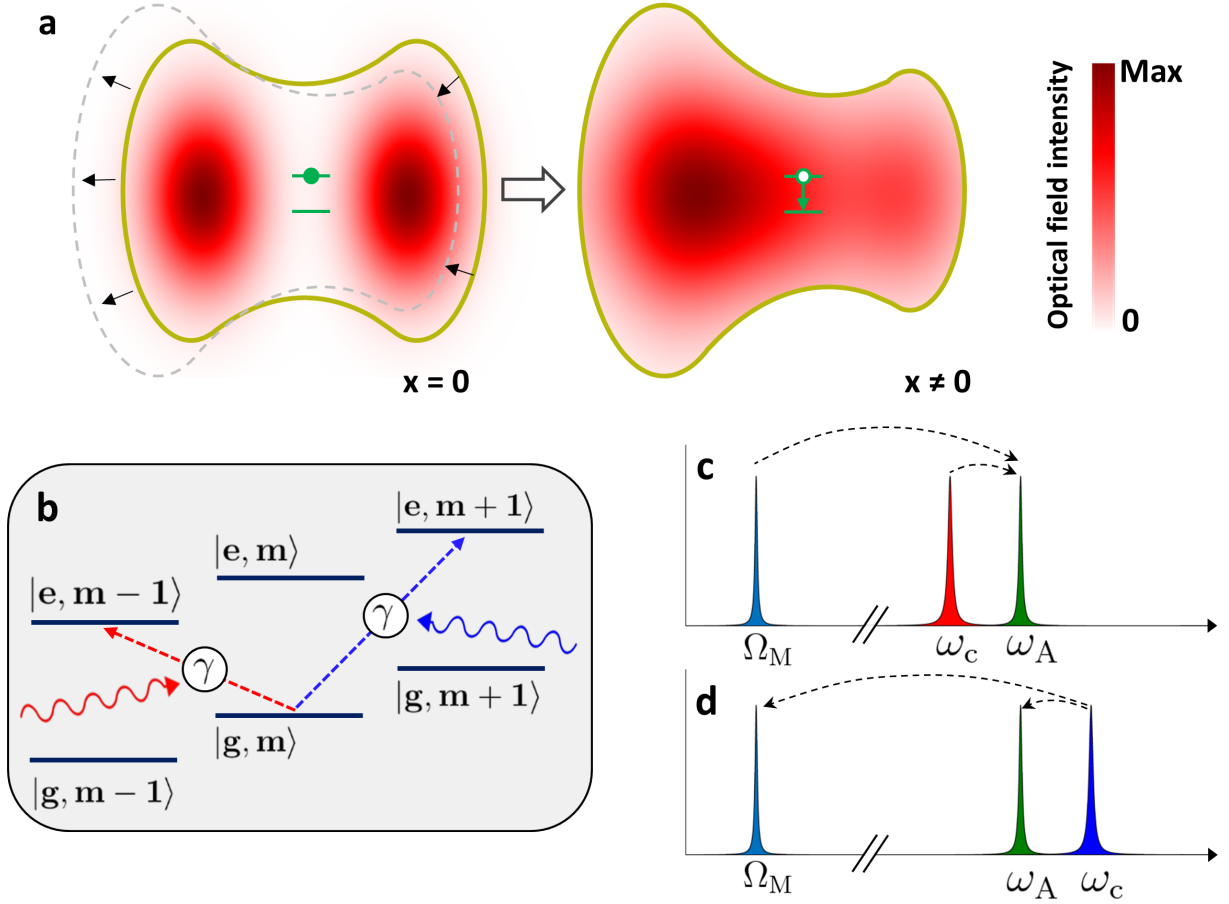 a
x = 0
x ≠ 0
Optical field intensity
Max
0
b
|e, m − 1⟩
|e, m⟩
|e, m + 1⟩
γ
γ
|g, m − 1⟩
|g, m⟩
|g, m + 1⟩
c
Ω_M
ω_c
ω_A
d
Ω_M
ω_A
ω_c